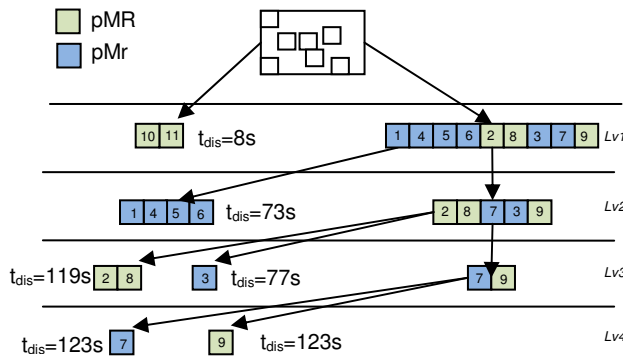 pMR
pMr
10 11 t_dis=8s 1 4 5 6 2 8 3 7 9 Lv1
1 4 5 6 t_dis=73s 2 8 7 3 9 Lv2
t_dis=119s 2 8 3 t_dis=77s 7 9 Lv3
t_dis=123s 7 9 t_dis=123s Lv4